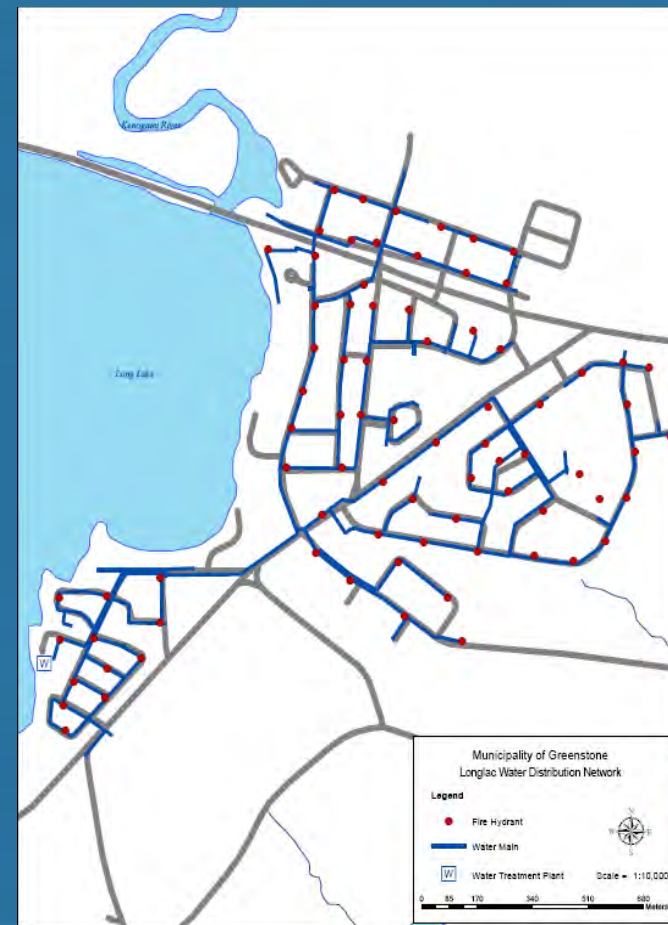 Kenogami River
Long Lake
W
Municipality of Greenstone
Longlac Water Distribution Network
Legend
Fire Hydrant
Water Main
W Water Treatment Plant
N
W E
S
Scale = 1:10,000
0 85 170 340 510 680
Meters